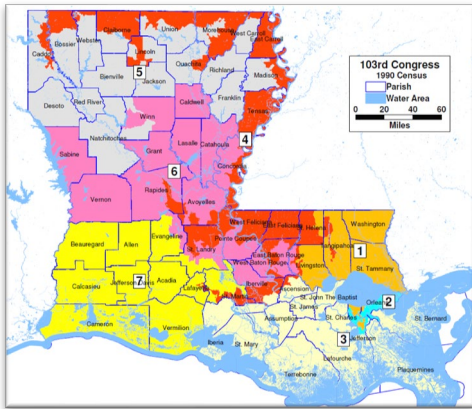 103rd Congress
1990 Census
Parish
Water Area
0 20 40 60
Miles
Caddo
Bossier
Webster
Claiborne
Union
Morehouse
West Carroll
East Carroll
Lincoln
Ouachita
Richland
Madison
5
Bienville
Jackson
Desoto
Red River
Winn
Caldwell
Franklin
Tensas
Natchitoches
4
Sabine
Grant
Lasalle
Catahoula
Concordia
6
Vernon
Rapides
Avoyelles
Beauregard
Allen
Evangeline
St. Landry
Pointe Coupee
West Feliciana
East Feliciana
St. Helena
Tangipahoa
Washington
1
St. Tammany
East Baton Rouge
West Baton Rouge
Livingston
Calcasieu
7
Jefferson Davis
Acadia
Lafayette
St. Martin
Iberville
Ascension
St. John The Baptist
St. James
Orleans
2
Cameron
Vermilion
Iberia
St. Mary
Assumption
St. Charles
St. Bernard
3
Jefferson
Lafourche
Terrebonne
Plaquemines